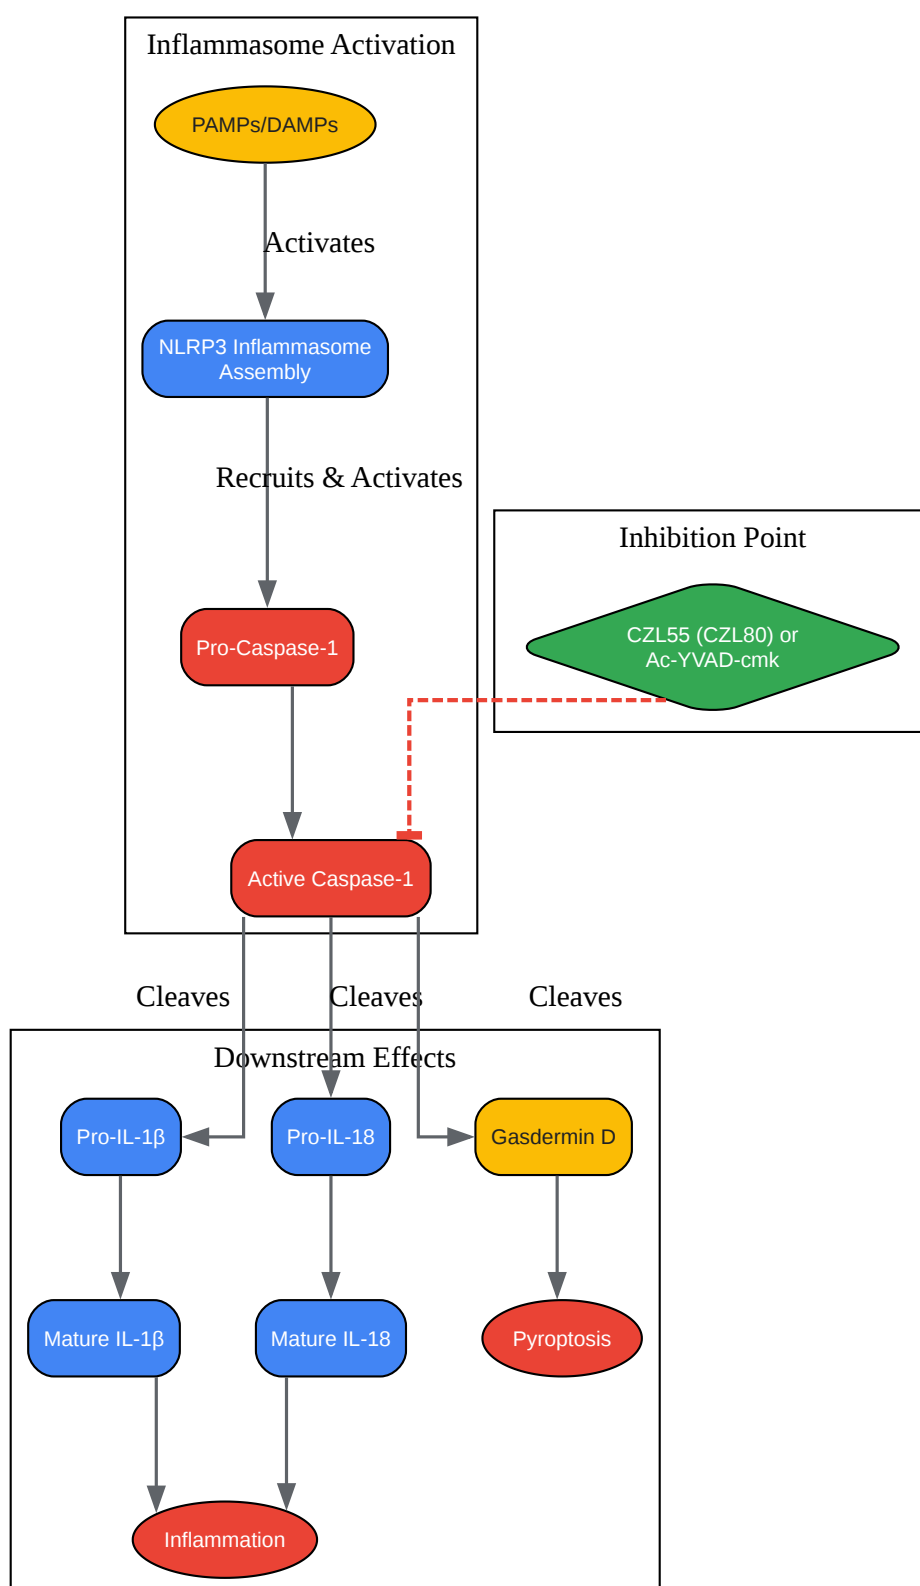 Inflammasome Activation
PAMPs/DAMPs
Activates
NLRP3 Inflammasome
Assembly
Recruits & Activates
Inhibition Point
CZL55 (CZL80) or
Ac-YVAD-cmk
Pro-Caspase-1
Active Caspase-1
Cleaves
Cleaves
Cleaves
Downstream Effects
Pro-IL-1β
Pro-IL-18
Gasdermin D
Mature IL-1β
Mature IL-18
Pyroptosis
Inflammation